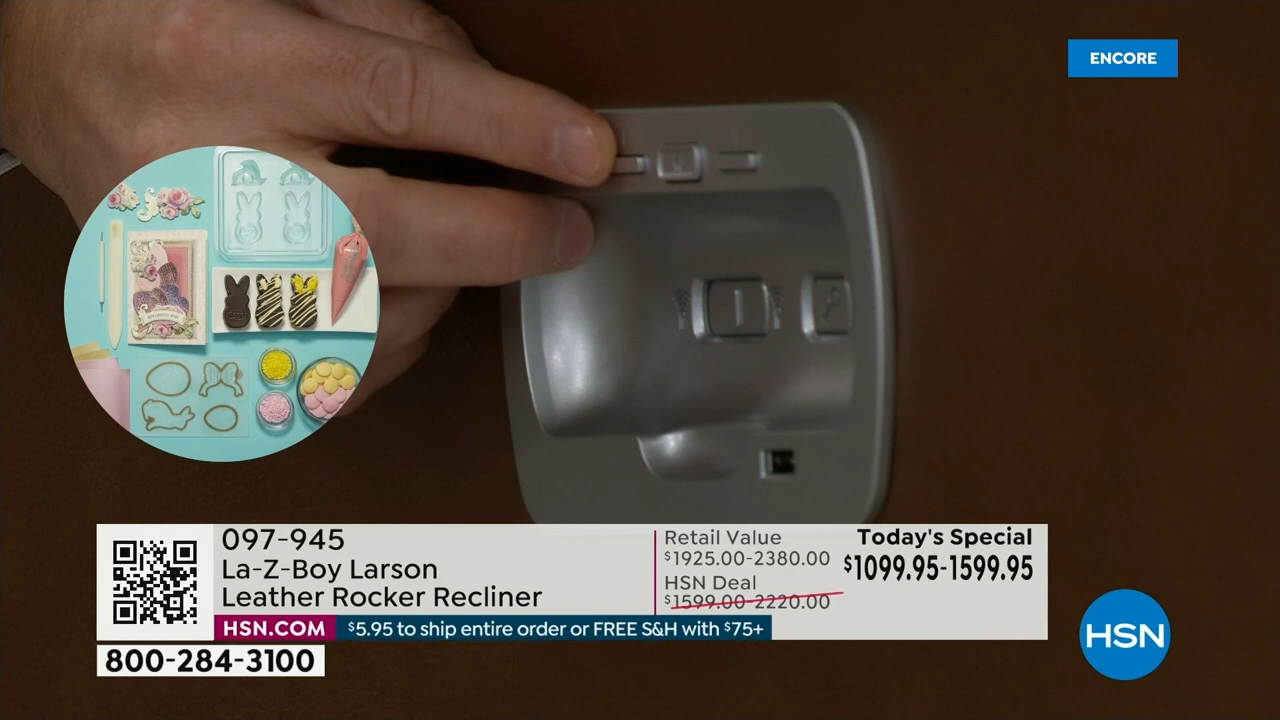 ENCORE
097-945
La-Z-Boy Larson
Leather Rocker Recliner
Retail Value
$1925.00-2380.00
HSN Deal
$1599.00-2220.00
Today's Special
$1099.95-1599.95
HSN.COM
$5.95 to ship entire order or FREE S&H with $75+
800-284-3100
HSN